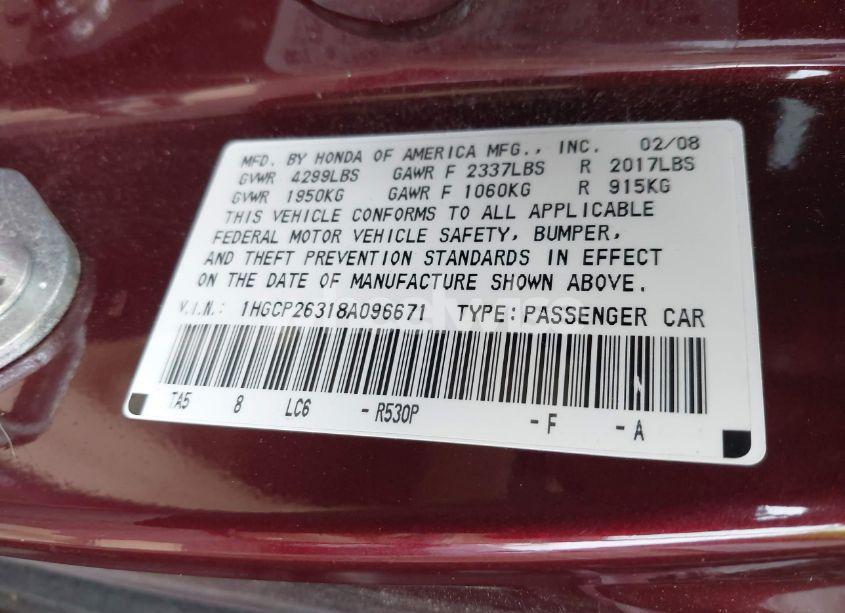 MFD. BY HONDA OF AMERICA MFG., INC. 02/08
GVWR 4299LBS GAWR F 2337LBS R 2017LBS
GVWR 1950KG GAWR F 1060KG R 915KG
THIS VEHICLE CONFORMS TO ALL APPLICABLE
FEDERAL MOTOR VEHICLE SAFETY, BUMPER,
AND THEFT PREVENTION STANDARDS IN EFFECT
ON THE DATE OF MANUFACTURE SHOWN ABOVE.
V.I.N.: 1HGCP26318A096671 TYPE:PASSENGER CAR
TA5 8 LC6 -R530P -F -A